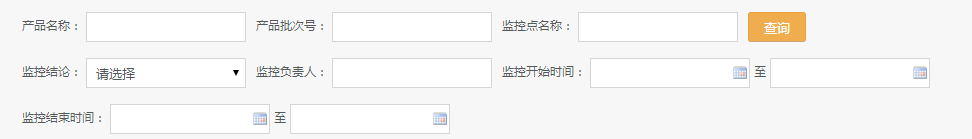 产品名称： 产品批次号： 监控点名称： 查询
监控结论： 请选择 监控负责人： 监控开始时间： 至
监控结束时间： 至